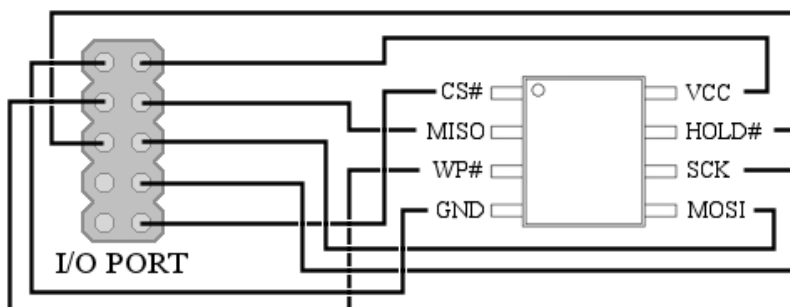 CS#
VCC
MISO
HOLD#
WP#
SCK
GND
MOSI
I/O PORT